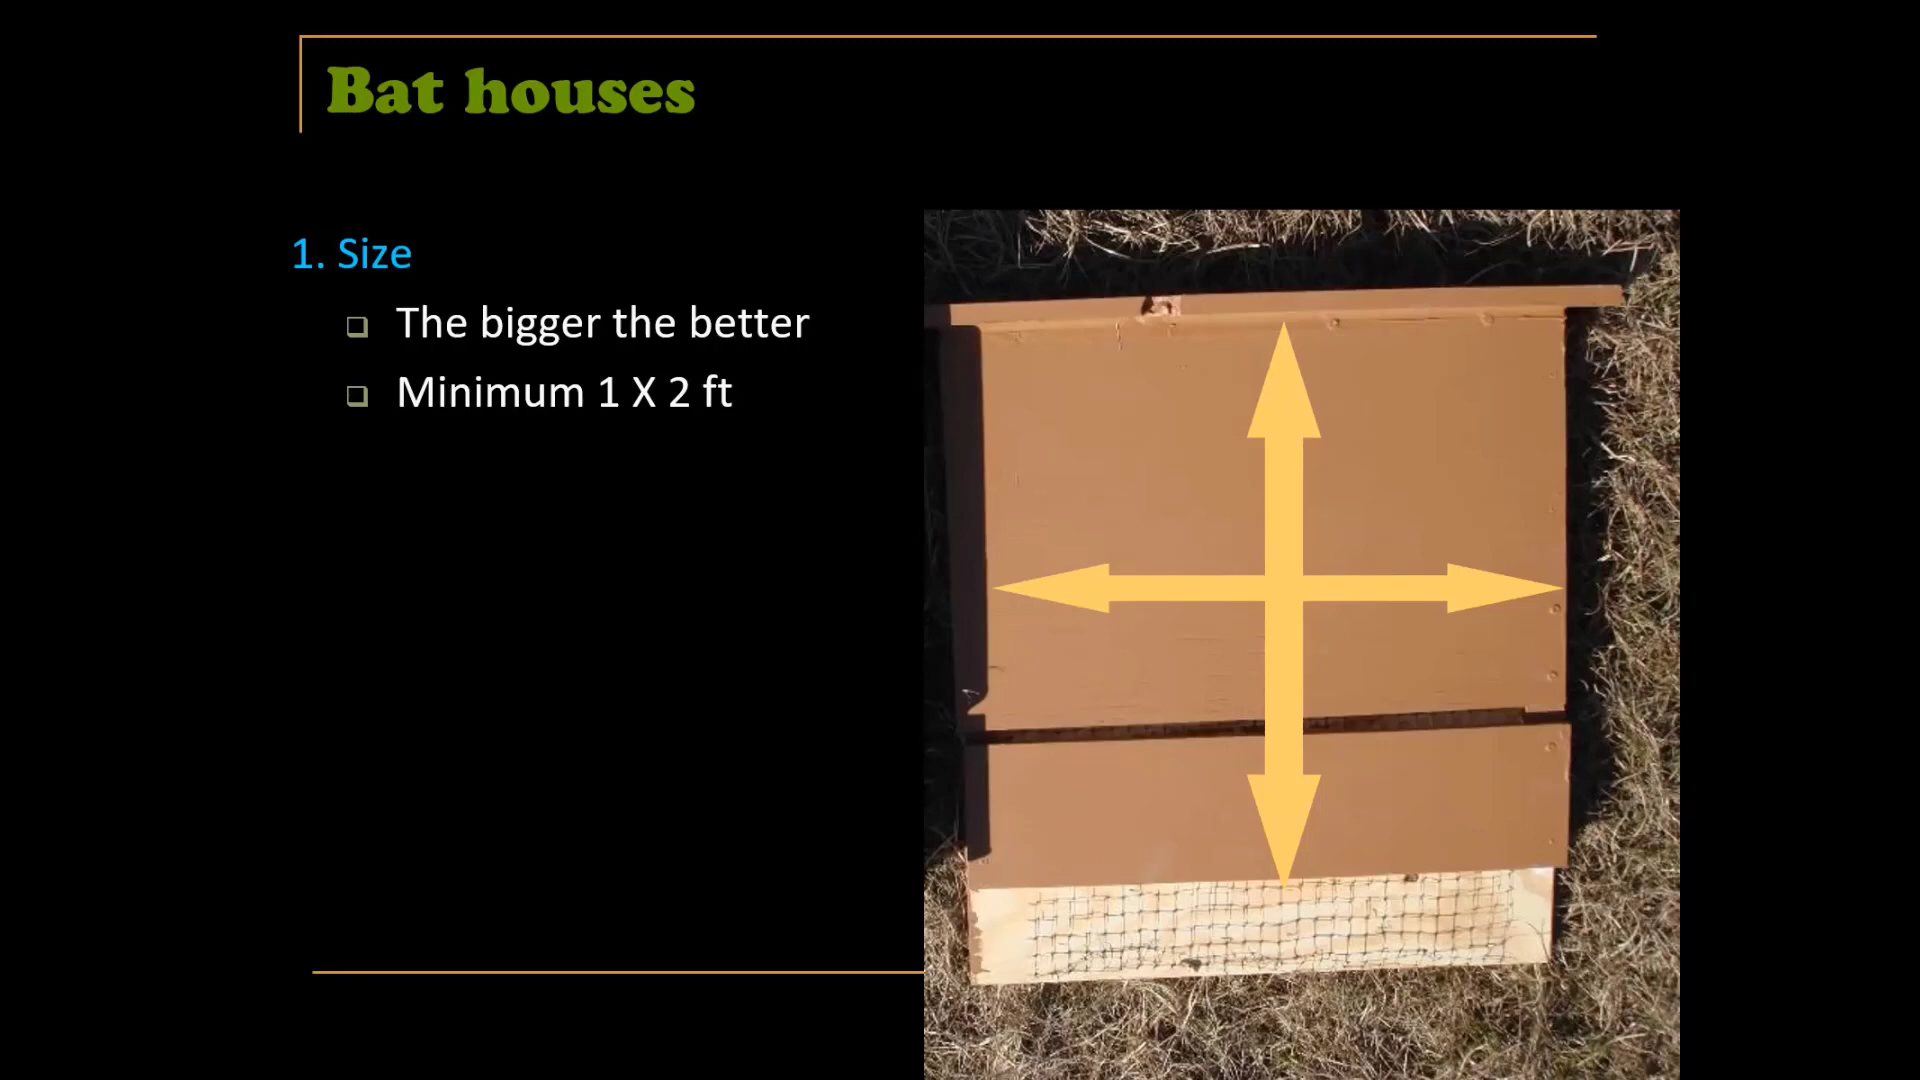 Bat houses
1. Size
The bigger the better
Minimum 1 X 2 ft